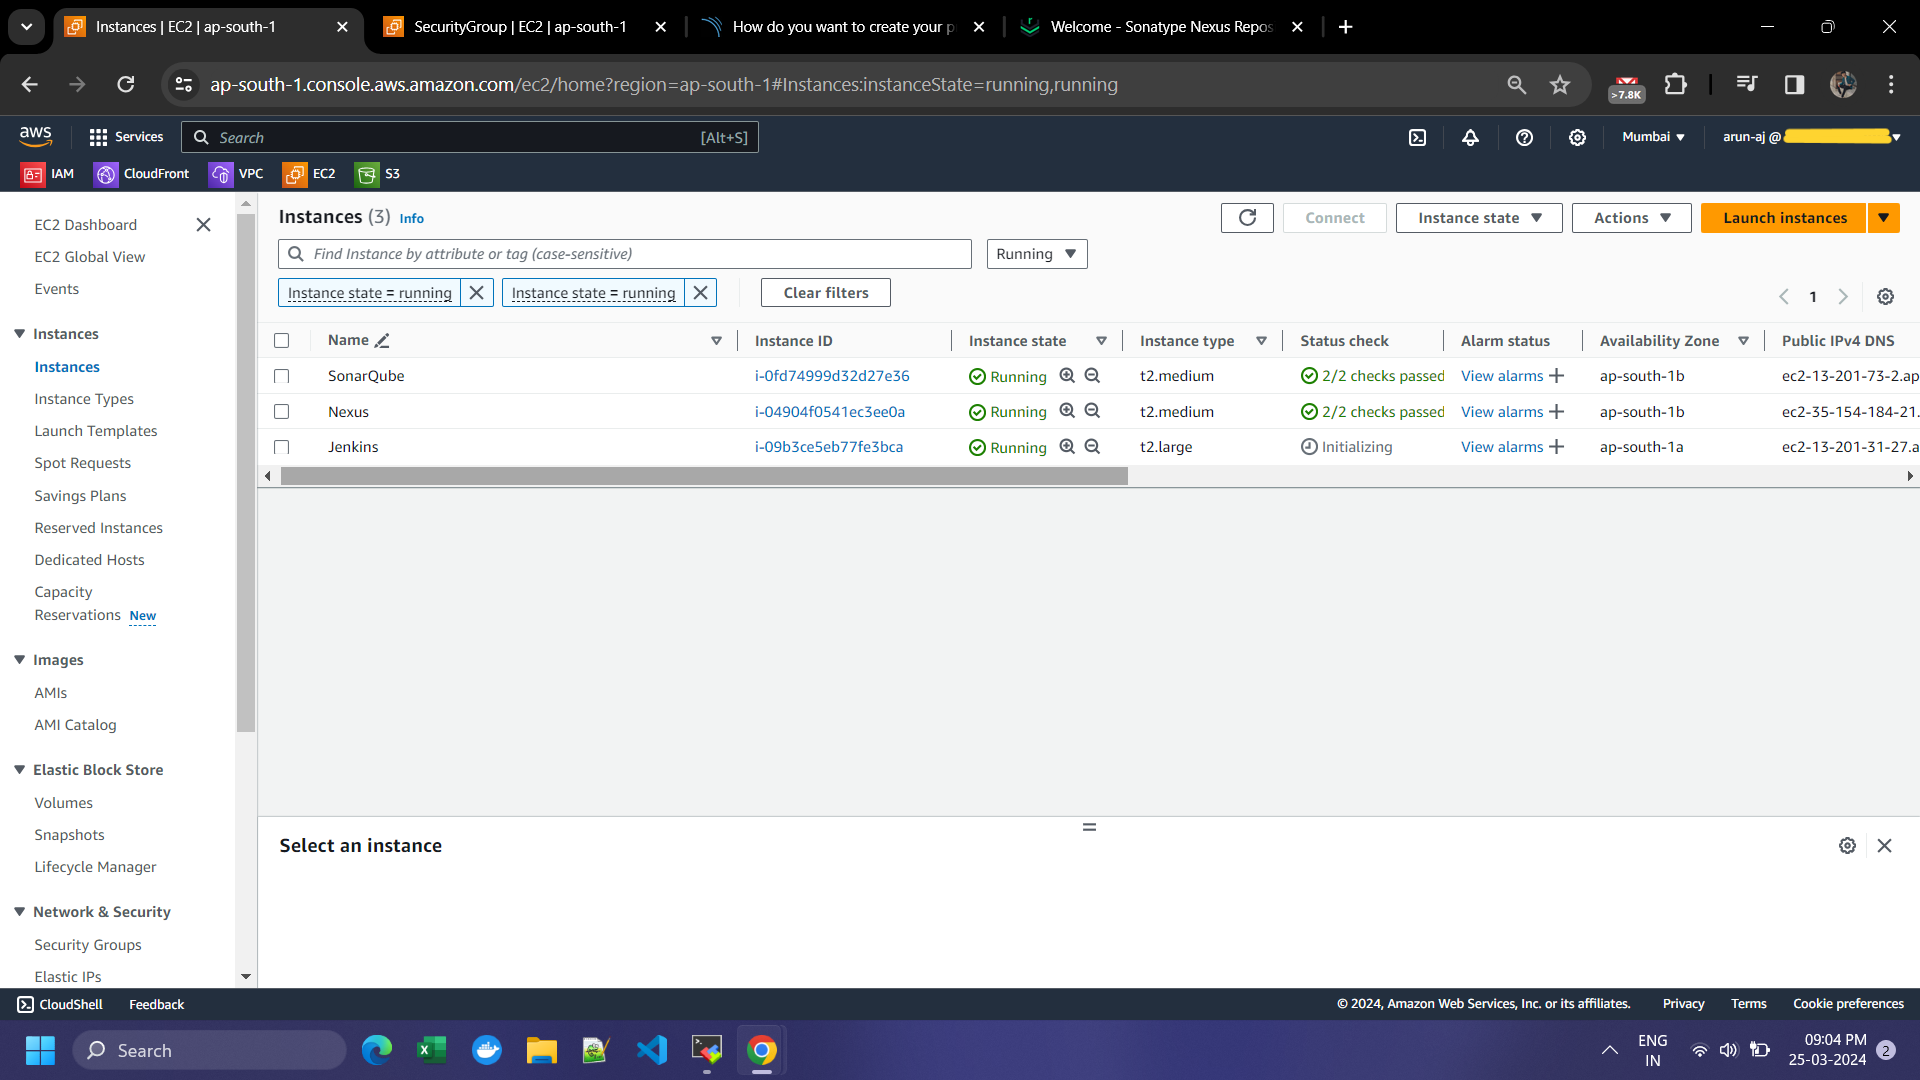 Instances | EC2 | ap-south-1
SecurityGroup | EC2 | ap-south-1
How do you want to create your p
Welcome - Sonatype Nexus Repos
ap-south-1.console.aws.amazon.com/ec2/home?region=ap-south-1#Instances:instanceState=running,running
>7.8K
aws
Services
Search
[Alt+S]
Mumbai
arun-aj @
IAM
CloudFront
VPC
EC2
S3
EC2 Dashboard
EC2 Global View
Events
Instances
Instances
Instance Types
Launch Templates
Spot Requests
Savings Plans
Reserved Instances
Dedicated Hosts
Capacity
Reservations New
Images
AMIs
AMI Catalog
Elastic Block Store
Volumes
Snapshots
Lifecycle Manager
Network & Security
Security Groups
Elastic IPs
Instances (3) Info
Connect
Instance state
Actions
Launch instances
Find Instance by attribute or tag (case-sensitive)
Running
Instance state = running
Instance state = running
Clear filters
1
Name Instance ID Instance state Instance type Status check Alarm status Availability Zone Public IPv4 DNS
SonarQube i-0fd74999d32d27e36 Running t2.medium 2/2 checks passed View alarms ap-south-1b ec2-13-201-73-2.ap
Nexus i-04904f0541ec3ee0a Running t2.medium 2/2 checks passed View alarms ap-south-1b ec2-35-154-184-21.
Jenkins i-09b3ce5eb77fe3bca Running t2.large Initializing View alarms ap-south-1a ec2-13-201-31-27.a
Select an instance
CloudShell
Feedback
© 2024, Amazon Web Services, Inc. or its affiliates.
Privacy
Terms
Cookie preferences
Search
ENG
IN
09:04 PM
25-03-2024
2